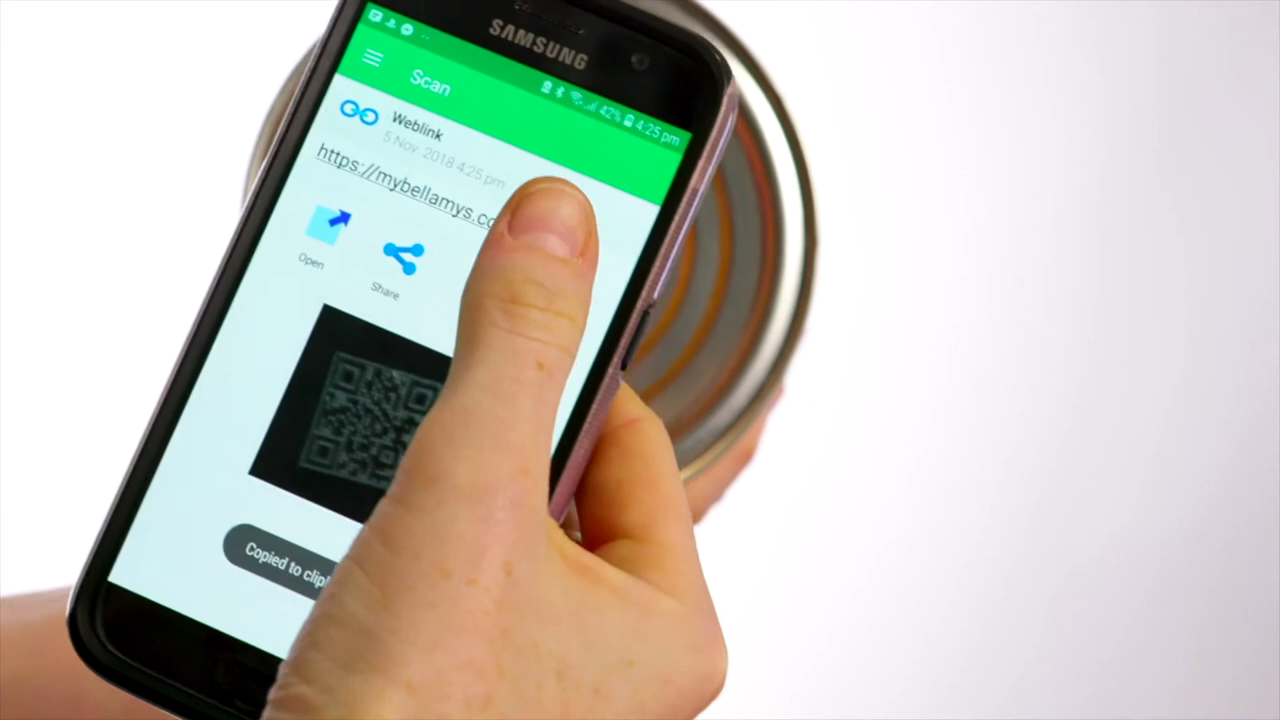 SAMSUNG
42% 4:25 pm
Scan
Weblink
5 Nov 2018 4:25 pm
https://mybellamys.co
Open
Share
Copied to clip